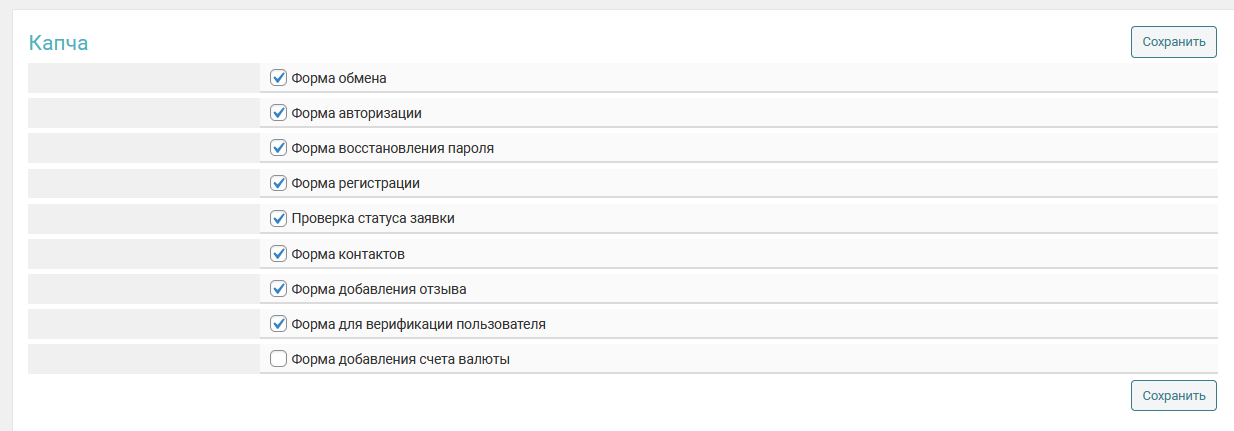 Капча
Сохранить
Форма обмена
Форма авторизации
Форма восстановления пароля
Форма регистрации
Проверка статуса заявки
Форма контактов
Форма добавления отзыва
Форма для верификации пользователя
Форма добавления счета валюты
Сохранить